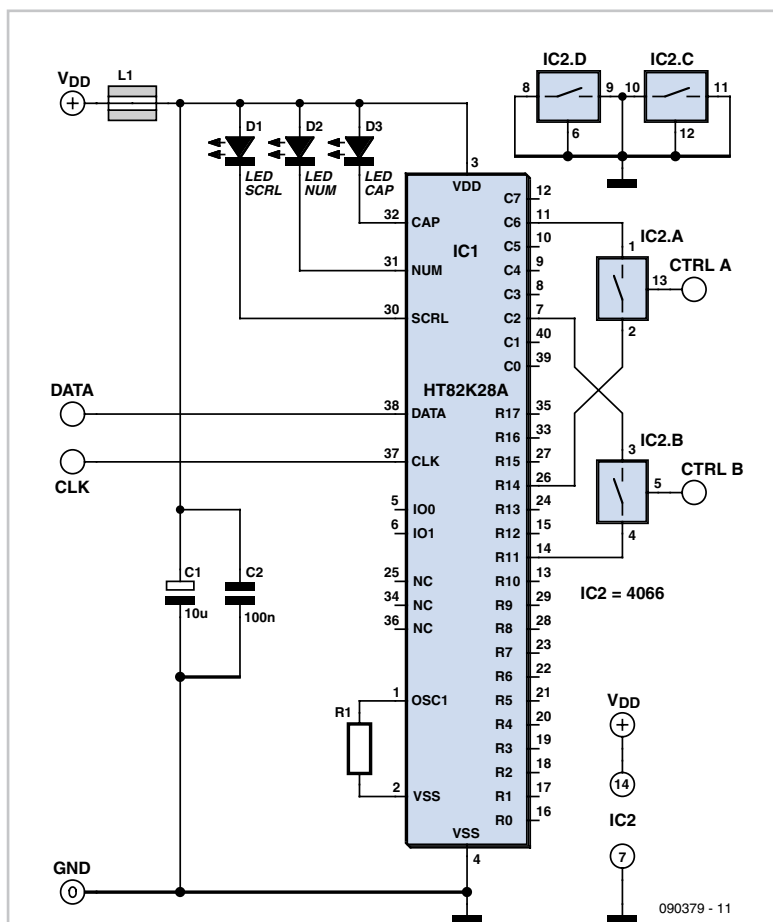 VDD
L1
D1
D2
D3
LED SCRL
LED NUM
LED CAP
IC2.D
IC2.C
8
9
10
11
6
12
3
VDD
IC1
HT82K28A
32 CAP
31 NUM
30 SCRL
DATA
38 DATA
37 CLK
CLK
5 IO0
6 IO1
25 NC
34 NC
36 NC
1 OSC1
R1
2 VSS
VSS
4
C7 12
C6 11
C5 10
C4 9
C3 8
C2 7
C1 40
C0 39
R17 35
R16 33
R15 27
R14 26
R13 24
R12 15
R11 14
R10 13
R9 29
R8 28
R7 23
R6 22
R5 21
R4 20
R3 19
R2 18
R1 17
R0 16
IC2.A
1
13
CTRL A
2
IC2.B
3
5
CTRL B
4
IC2 = 4066
C1
10u
C2
100n
VDD
14
IC2
7
GND
0
090379 - 11